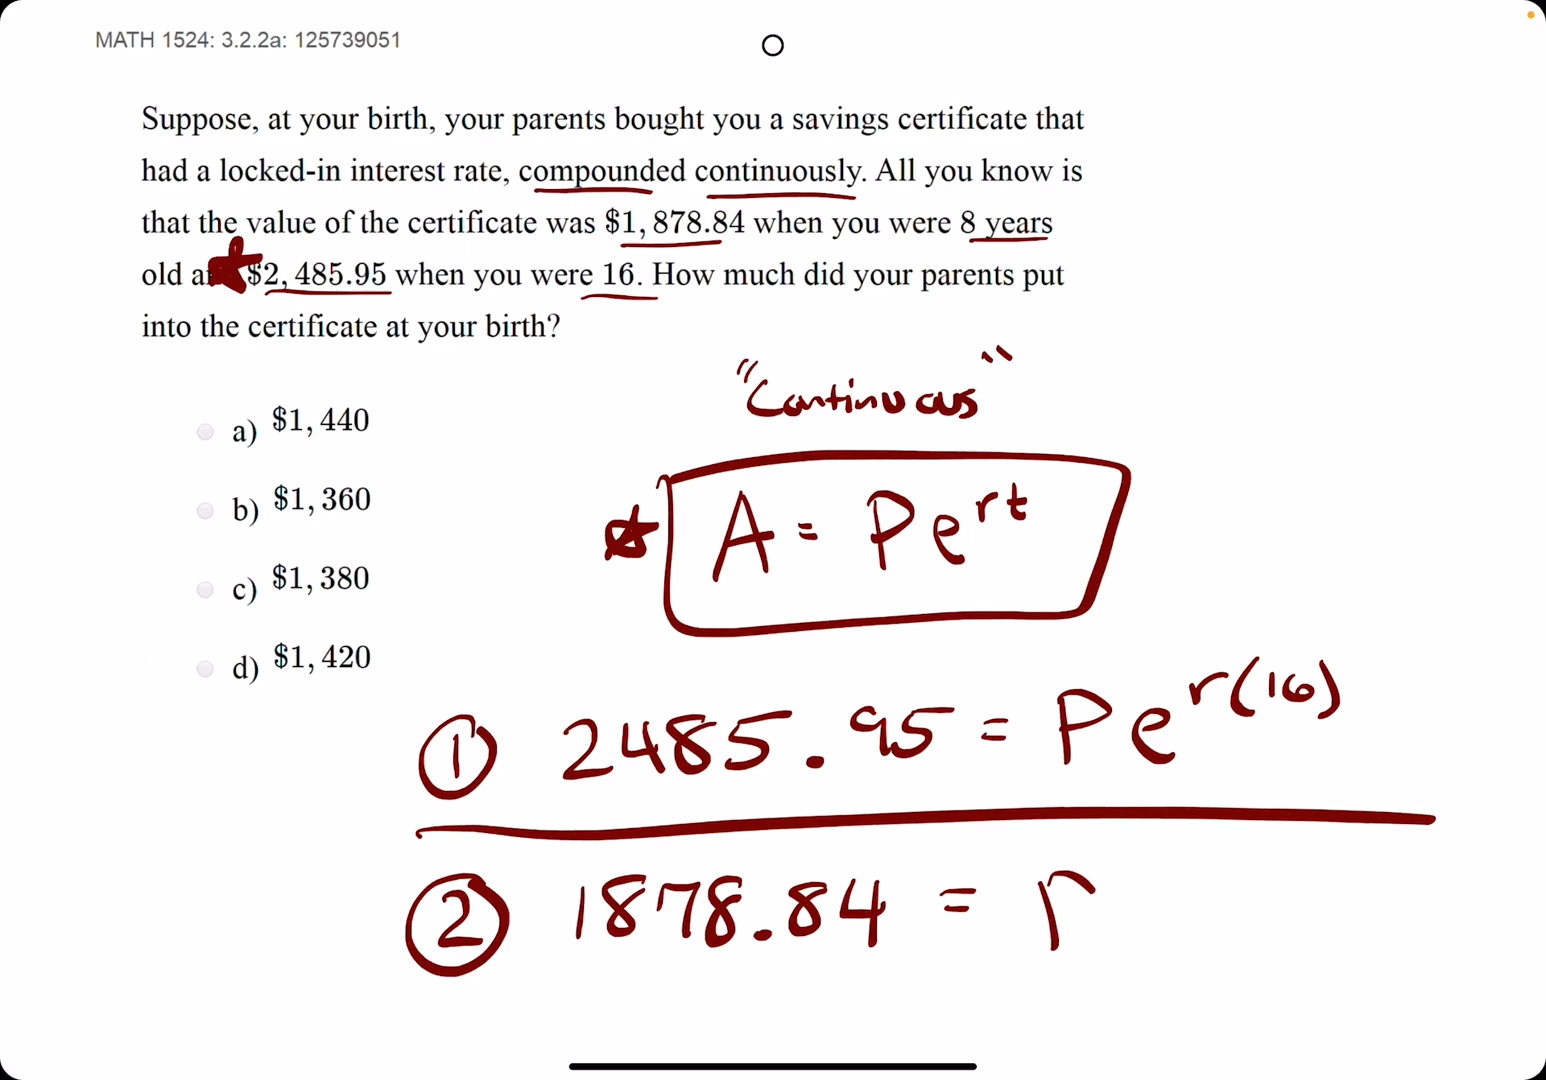 MATH 1524: 3.2.2a: 125739051
Suppose, at your birth, your parents bought you a savings certificate that
had a locked-in interest rate, compounded continuously. All you know is
that the value of the certificate was $1,878.84 when you were 8 years
old $2,485.95 when you were 16. How much did your parents put
into the certificate at your birth?
a) $1,440
b) $1,360
c) $1,380
d) $1,420
"Continuous"
A = Pe^rt
① 2485.95 = Pe^r(16)
② 1878.84 =